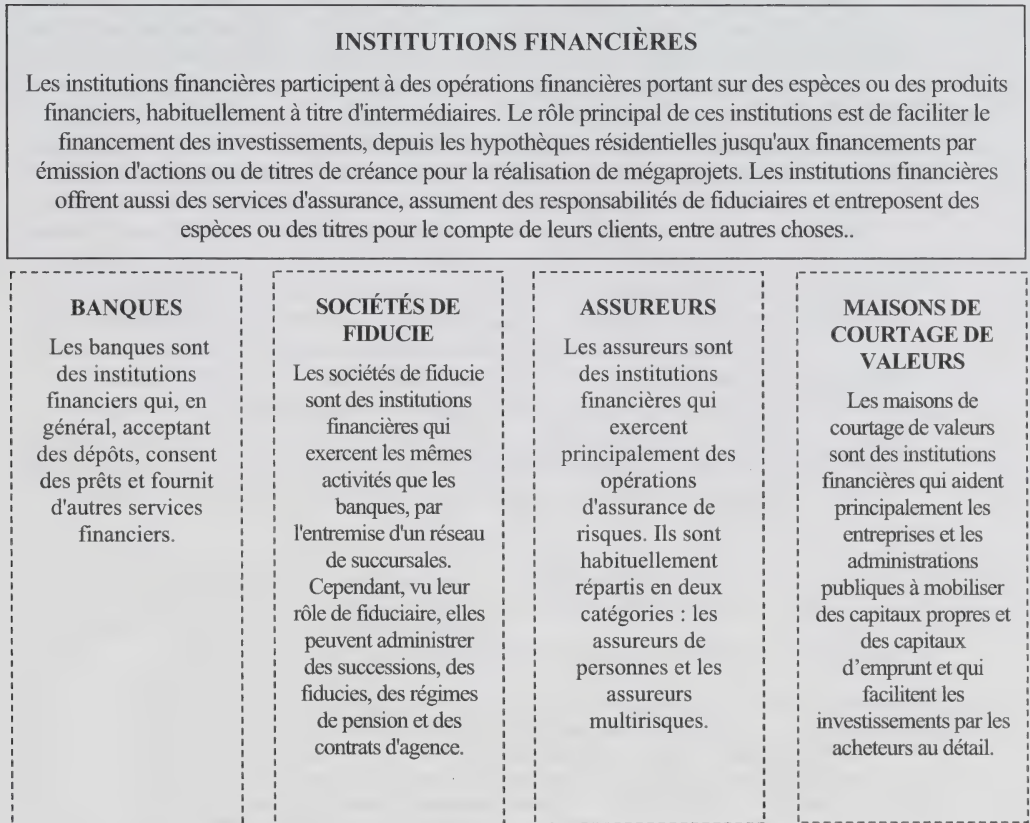 INSTITUTIONS FINANCIÈRES
Les institutions financières participent à des opérations financières portant sur des espèces ou des produits
financiers, habituellement à titre d'intermédiaires. Le rôle principal de ces institutions est de faciliter le
financement des investissements, depuis les hypothèques résidentielles jusqu'aux financements par
émission d'actions ou de titres de créance pour la réalisation de mégaprojets. Les institutions financières
offrent aussi des services d'assurance, assument des responsabilités de fiduciaires et entreposent des
espèces ou des titres pour le compte de leurs clients, entre autres choses..
BANQUES
Les banques sont
des institutions
financiers qui, en
général, acceptant
des dépôts, consent
des prêts et fournit
d'autres services
financiers.
SOCIÉTÉS DE
FIDUCIE
Les sociétés de fiducie
sont des institutions
financières qui
exercent les mêmes
activités que les
banques, par
l'entremise d'un réseau
de succursales.
Cependant, vu leur
rôle de fiduciaire, elles
peuvent administrer
des successions, des
fiducies, des régimes
de pension et des
contrats d'agence.
ASSUREURS
Les assureurs sont
des institutions
financières qui
exercent
principalement des
opérations
d'assurance de
risques. Ils sont
habituellement
répartis en deux
catégories : les
assureurs de
personnes et les
assureurs
multirisques.
MAISONS DE
COURTAGE DE
VALEURS
Les maisons de
courtage de valeurs
sont des institutions
financières qui aident
principalement les
entreprises et les
administrations
publiques à mobiliser
des capitaux propres et
des capitaux
d’emprunt et qui
facilitent les
investissements par les
acheteurs au détail.